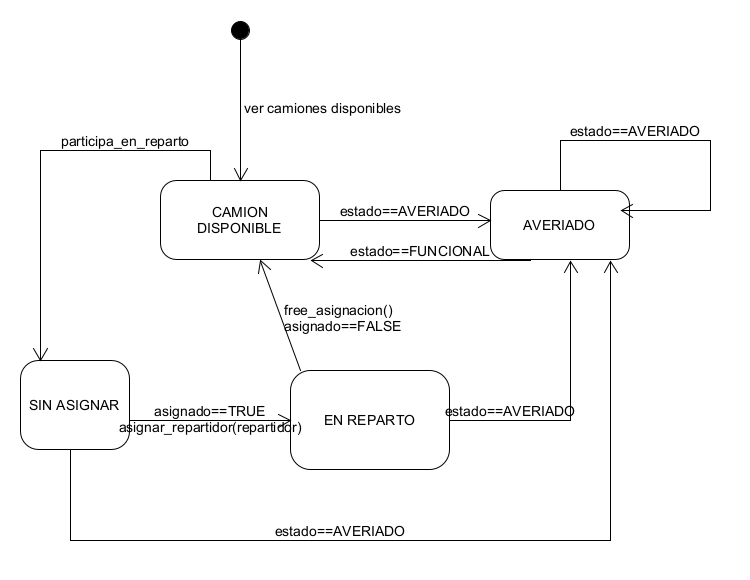 ver camiones disponibles
estado==AVERIADO
participa_en_reparto
CAMION
DISPONIBLE
estado==AVERIADO
AVERIADO
estado==FUNCIONAL
free_asignacion()
asignado==FALSE
SIN ASIGNAR
asignado==TRUE
asignar_repartidor(repartidor)
EN REPARTO
estado==AVERIADO
estado==AVERIADO